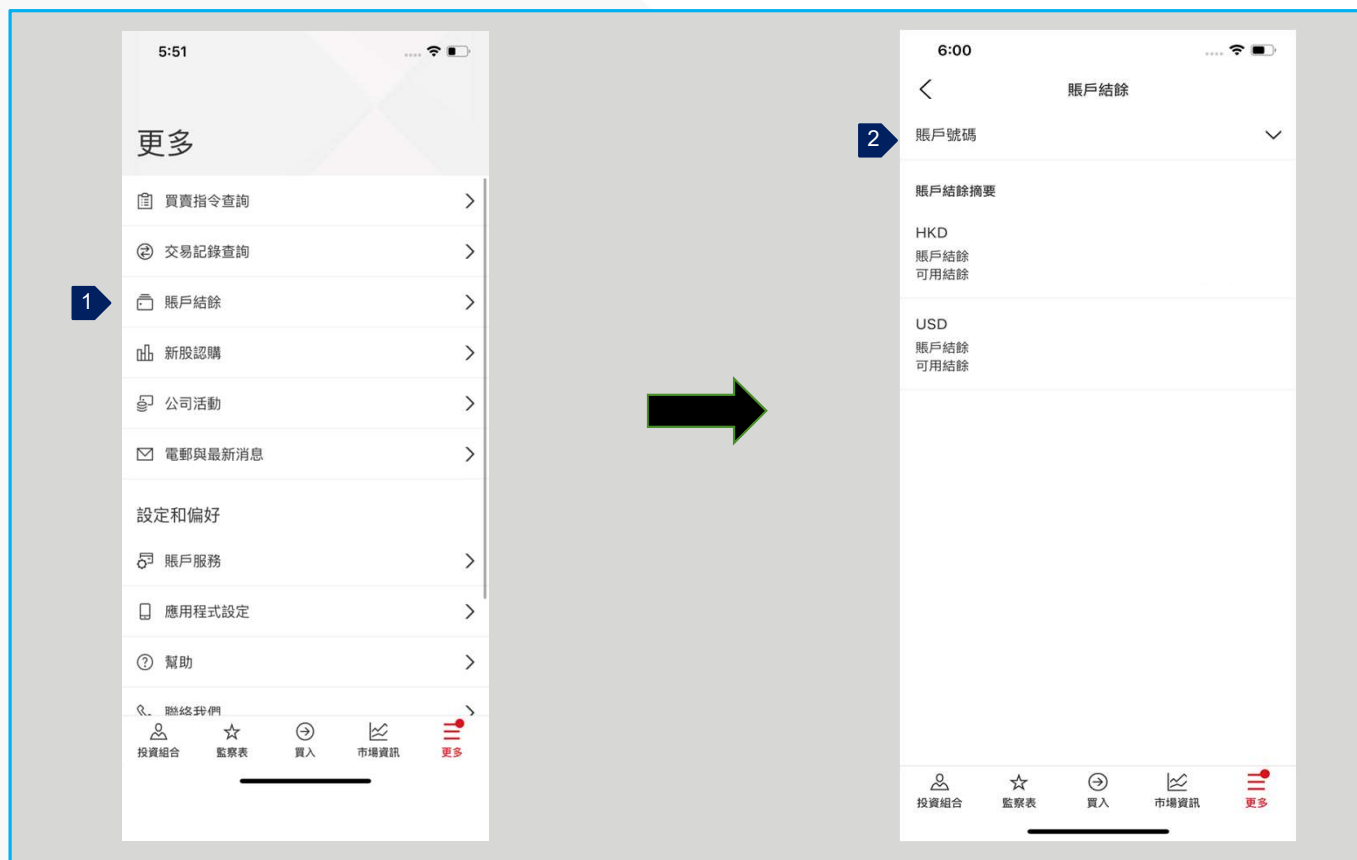 5:51
更多
買賣指令查詢
交易記錄查詢
1
賬戶結餘
新股認購
公司活動
電郵與最新消息
設定和偏好
賬戶服務
應用程式設定
幫助
聯絡我們
投資組合
監察表
買入
市場資訊
更多
6:00
賬戶結餘
2
賬戶號碼
賬戶結餘摘要
HKD
賬戶結餘
可用結餘
USD
賬戶結餘
可用結餘
投資組合
監察表
買入
市場資訊
更多